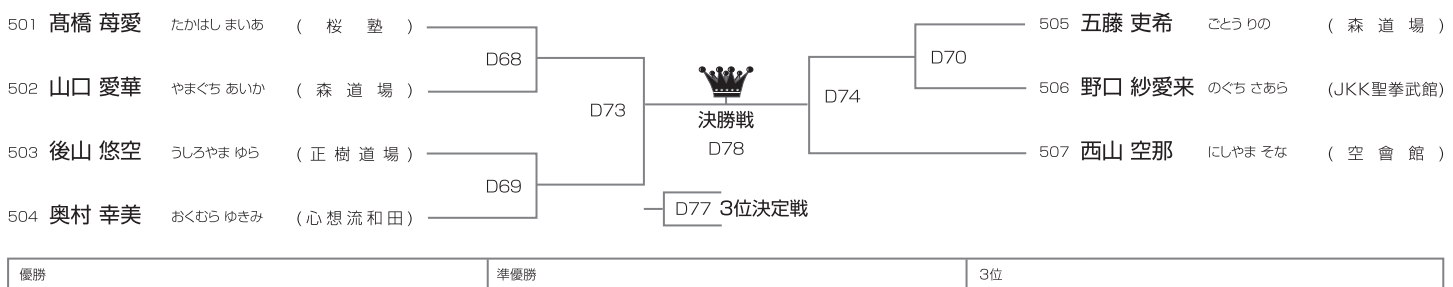 501 髙橋 苺愛 たかはし まいあ ( 桜 塾 )
D68
502 山口 愛華 やまぐち あいか ( 森 道 場 )
D73
503 後山 悠空 うしろやま ゆら ( 正 樹 道 場 )
D69
504 奥村 幸美 おくむら ゆきみ ( 心 想 流 和 田 )
決勝戦
D78
D77 3位決定戦
505 五藤 吏希 ごとう りの ( 森 道 場 )
D70
506 野口 紗愛来 のぐち さあら (JKK聖拳武館)
D74
507 西山 空那 にしやま そな ( 空 會 館 )
優勝 準優勝 3位